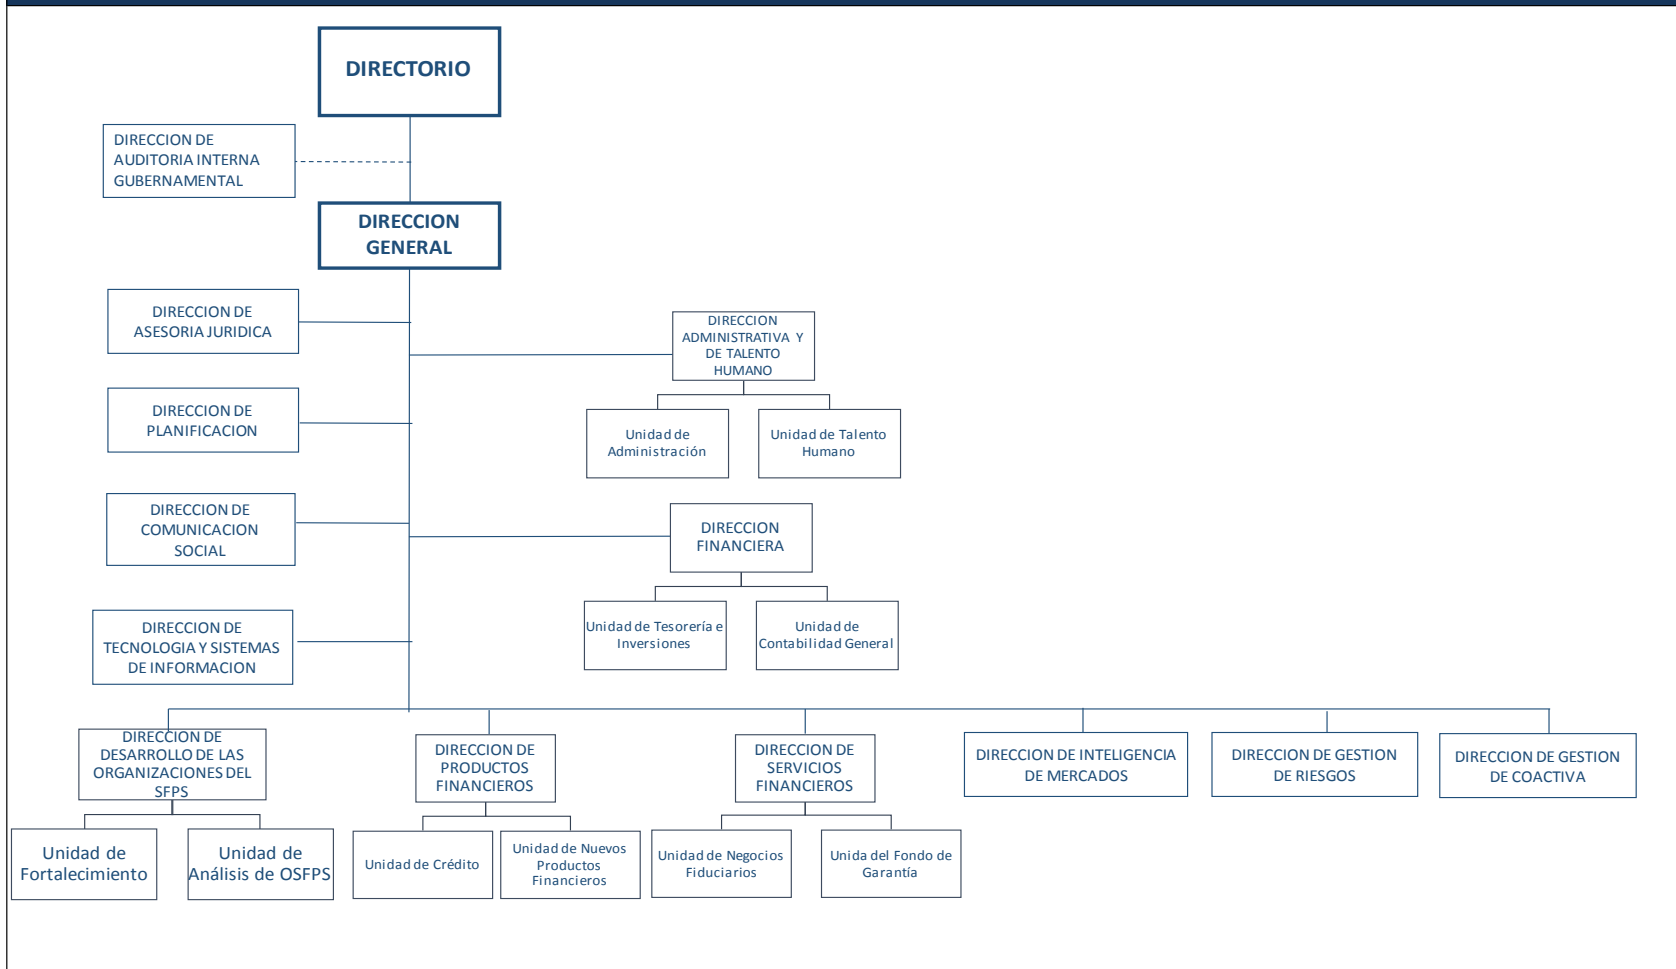 DIRECTORIO
DIRECCION DE
AUDITORIA INTERNA
GUBERNAMENTAL
DIRECCION
GENERAL
DIRECCION DE
ASESORIA JURIDICA
DIRECCION
ADMINISTRATIVA Y
DE TALENTO
HUMANO
DIRECCION DE
PLANIFICACION
Unidad de
Administración
Unidad de Talento
Humano
DIRECCION DE
COMUNICACION
SOCIAL
DIRECCION
FINANCIERA
DIRECCION DE
TECNOLOGIA Y SISTEMAS
DE INFORMACION
Unidad de Tesorería e
Inversiones
Unidad de
Contabilidad General
DIRECCION DE
DESARROLLO DE LAS
ORGANIZACIONES DEL
SFPS
DIRECCION DE
PRODUCTOS
FINANCIEROS
DIRECCION DE
SERVICIOS
FINANCIEROS
DIRECCION DE INTELIGENCIA
DE MERCADOS
DIRECCION DE GESTION
DE RIESGOS
DIRECCION DE GESTION
DE COACTIVA
Unidad de
Fortalecimiento
Unidad de
Análisis de OSFPS
Unidad de Crédito
Unidad de Nuevos
Productos
Financieros
Unidad de Negocios
Fiduciarios
Unida del Fondo de
Garantía